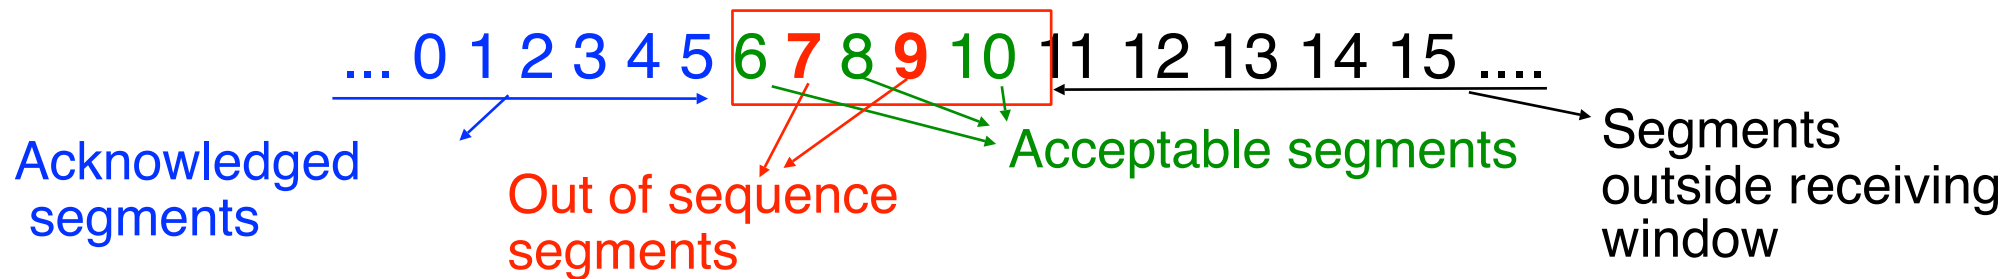 ... 0 1 2 3 4 5 6 7 8 9 10 11 12 13 14 15 ....
Acknowledged
segments
Out of sequence
segments
Acceptable segments
Segments
outside receiving
window